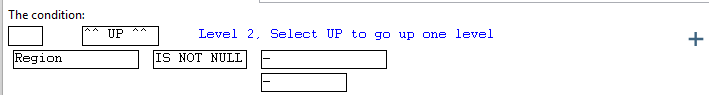 The condition:
^^ UP ^^ Level 2, Select UP to go up one level
+
Region IS NOT NULL -
-